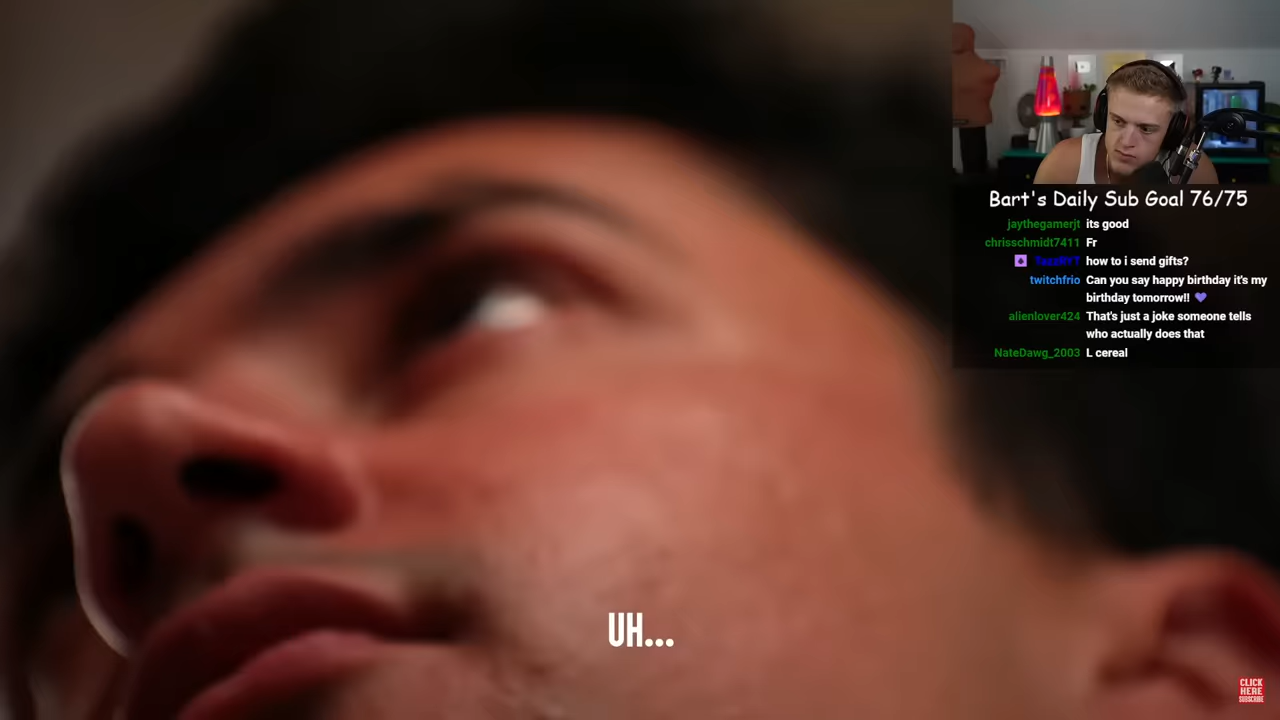 Bart's Daily Sub Goal 76/75
jaythegamerjt its good
chrisschmidt7411 Fr
how to i send gifts?
twitchfrio Can you say happy birthday it's my
birthday tomorrow!! 💜
alienlover424 That's just a joke someone tells
who actually does that
NateDawg_2003 L cereal
UH...
CLICK
HERE
SUBSCRIBE